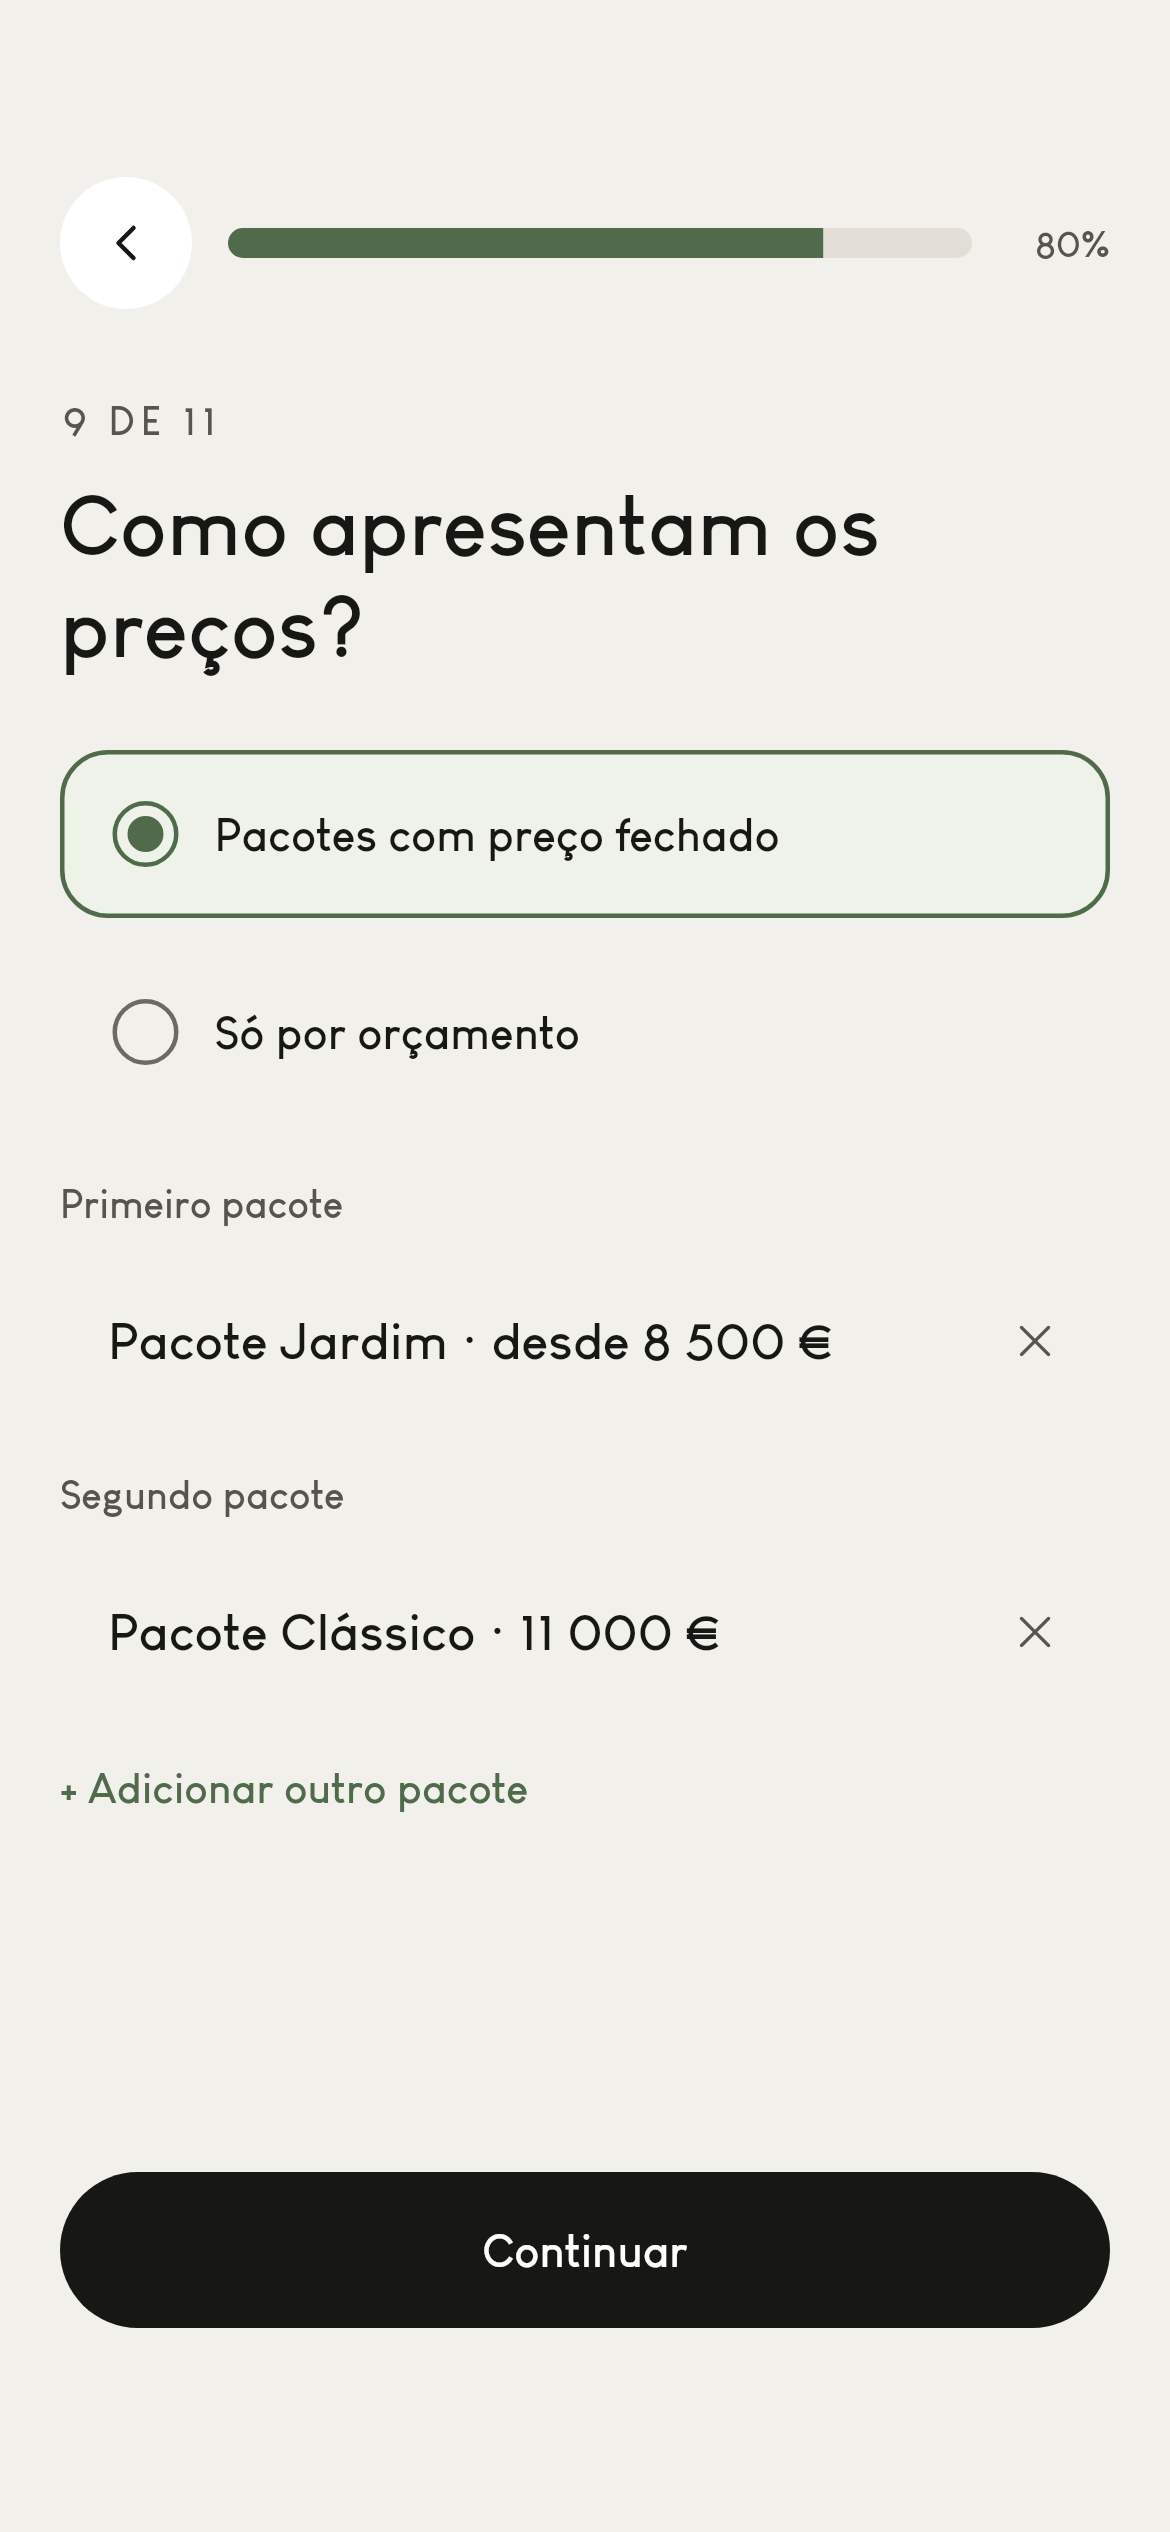 80%
9 DE 11
Como apresentam os
preços?
Pacotes com preço fechado
Só por orçamento
Primeiro pacote
Pacote Jardim · desde 8 500 €
Segundo pacote
Pacote Clássico · 11 000 €
+ Adicionar outro pacote
Continuar